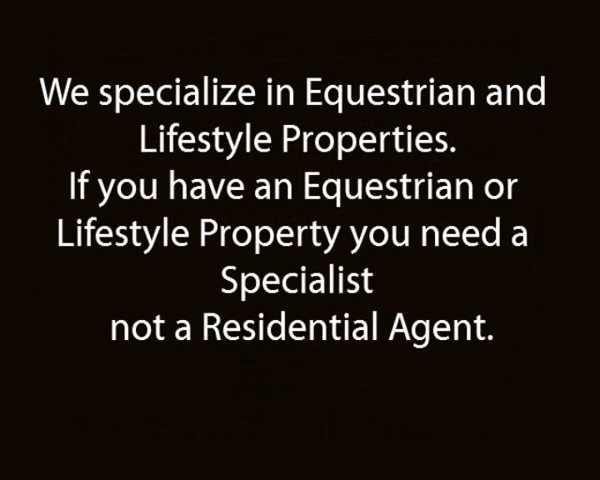 We specialize in Equestrian and
Lifestyle Properties.
If you have an Equestrian or
Lifestyle Property you need a
Specialist
not a Residential Agent.